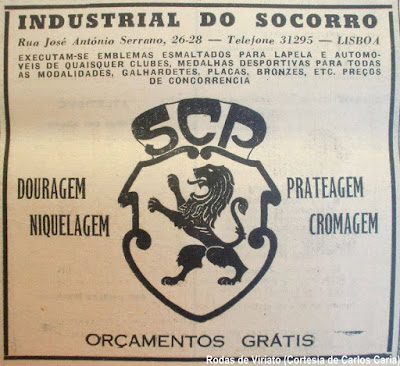 INDUSTRIAL DO SOCORRO
Rua José António Serrano, 26-28 — Telefone 31295 — LISBOA
EXECUTAM-SE EMBLEMAS ESMALTADOS PARA LAPELA E AUTOMO-
VEIS DE QUAISQUER CLUBES, MEDALHAS DESPORTIVAS PARA TODAS
AS MODALIDADES, GALHARDETES, PLACAS, BRONZES, ETC. PREÇOS
DE CONCORRENCIA
SCP
DOURAGEM
NIQUELAGEM
PRATEAGEM
CROMAGEM
ORÇAMENTOS GRÁTIS
Rodas de Viriato (Cortesia de Carlos Caria)